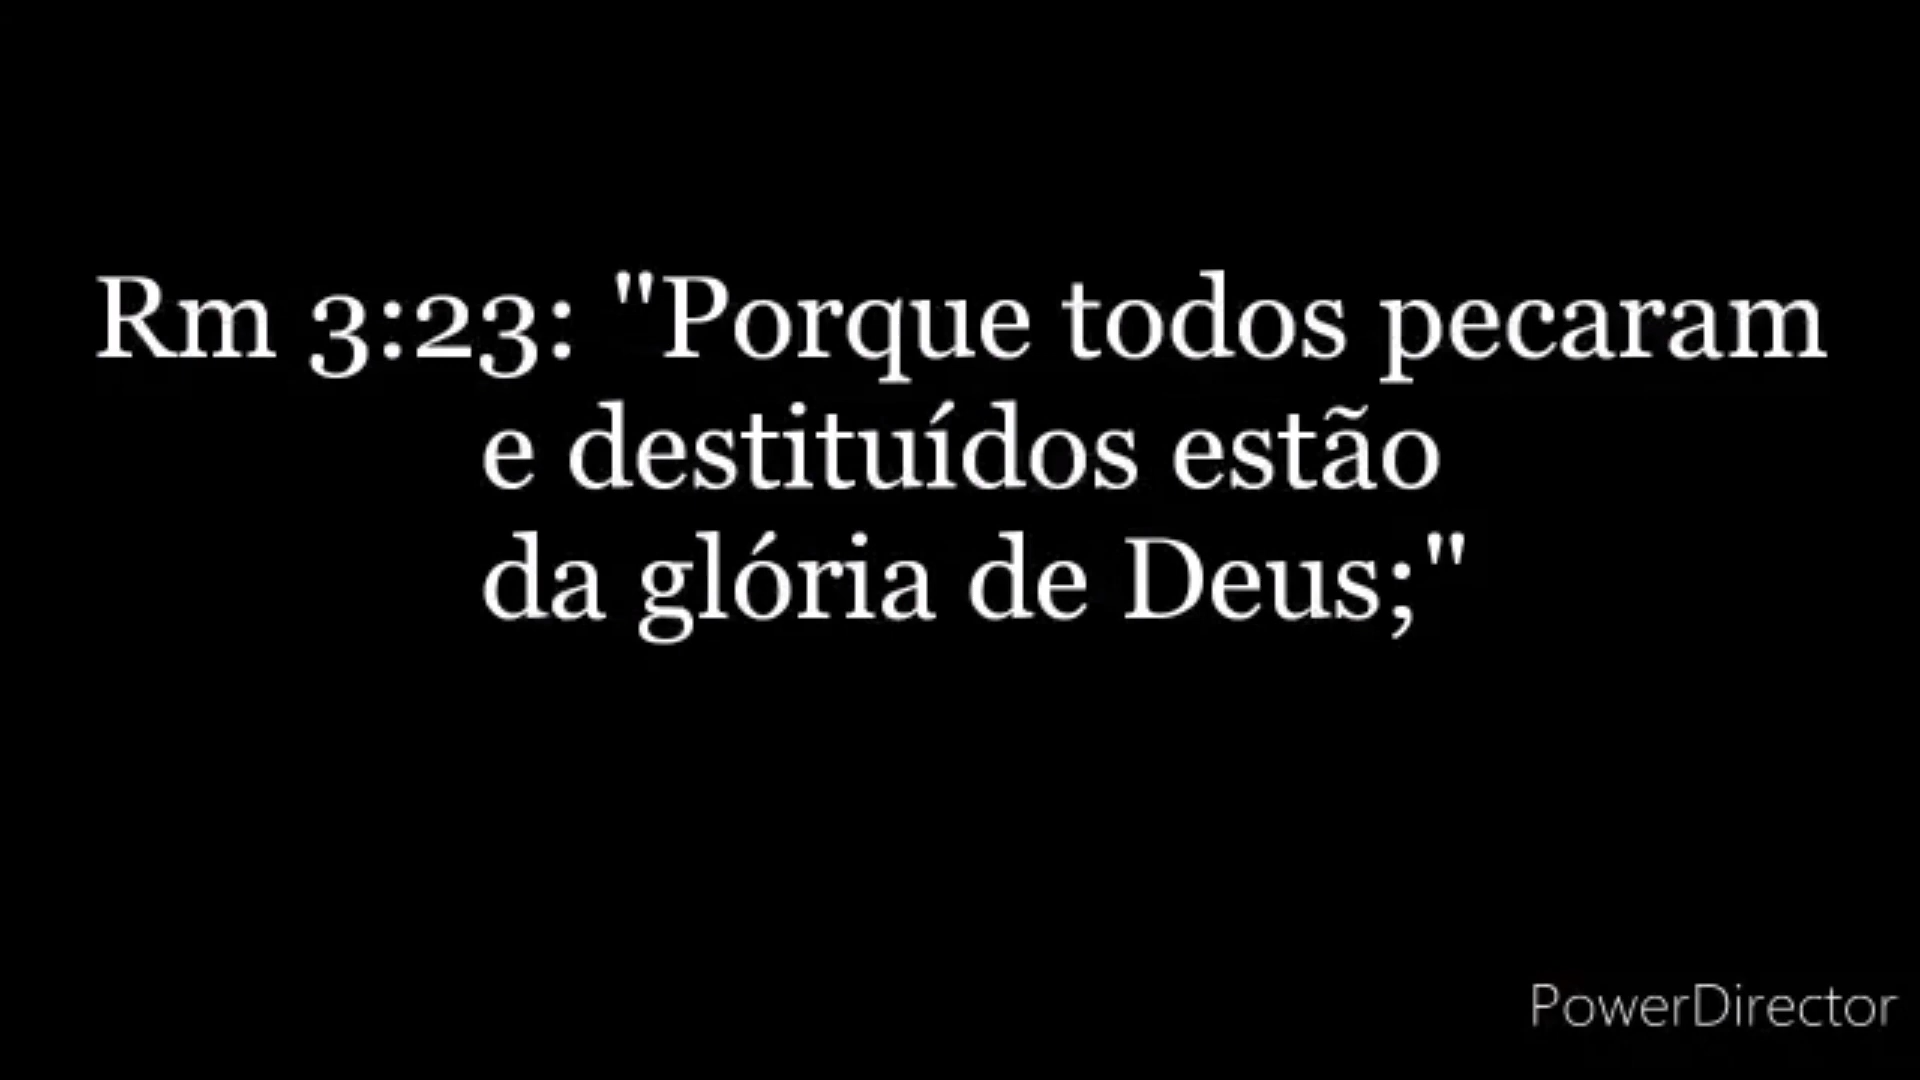 Rm 3:23: "Porque todos pecaram
e destituídos estão
da glória de Deus;"
PowerDirector